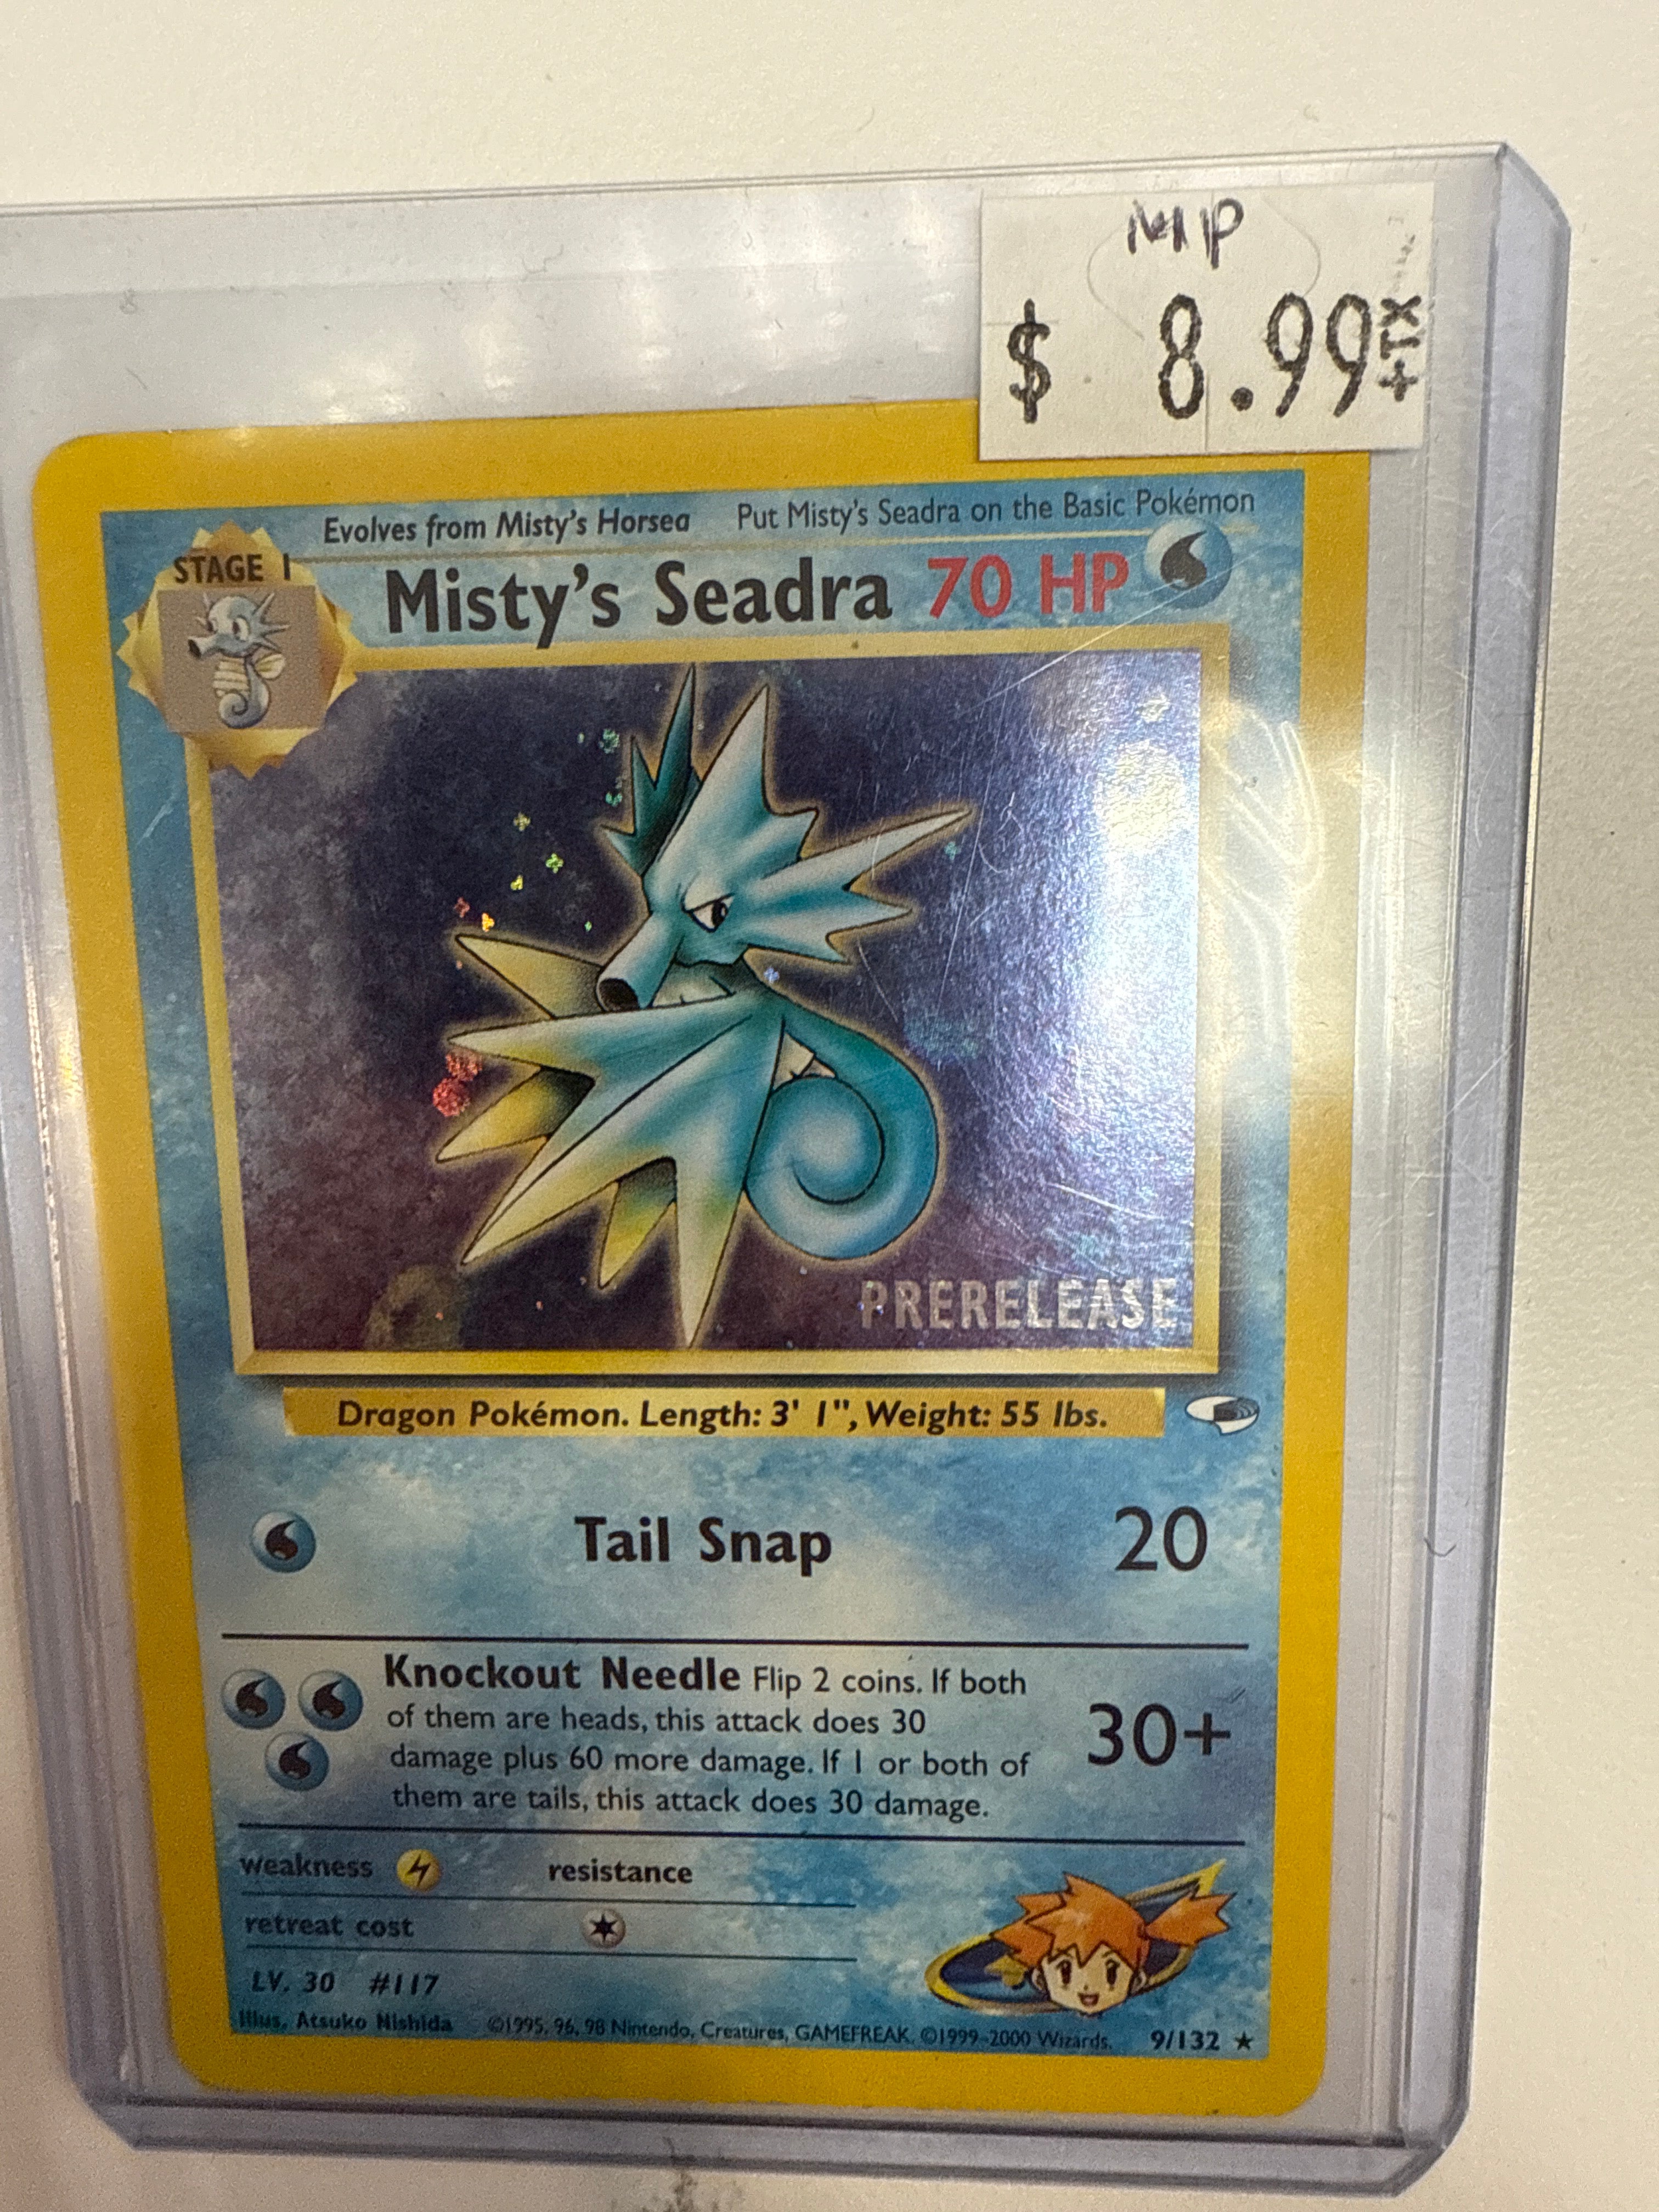 MP
$ 8.99 +TX
Evolves from Misty's Horsea Put Misty's Seadra on the Basic Pokémon
STAGE 1
Misty's Seadra 70 HP
PRERELEASE
Dragon Pokémon. Length: 3' 1", Weight: 55 lbs.
Tail Snap 20
Knockout Needle Flip 2 coins. If both
of them are heads, this attack does 30
damage plus 60 more damage. If 1 or both of
them are tails, this attack does 30 damage.
30+
weakness resistance
retreat cost
LV. 30 #117
Illus. Atsuko Nishida ©1995, 96, 98 Nintendo, Creatures, GAMEFREAK. ©1999-2000 Wizards. 9/132 ★